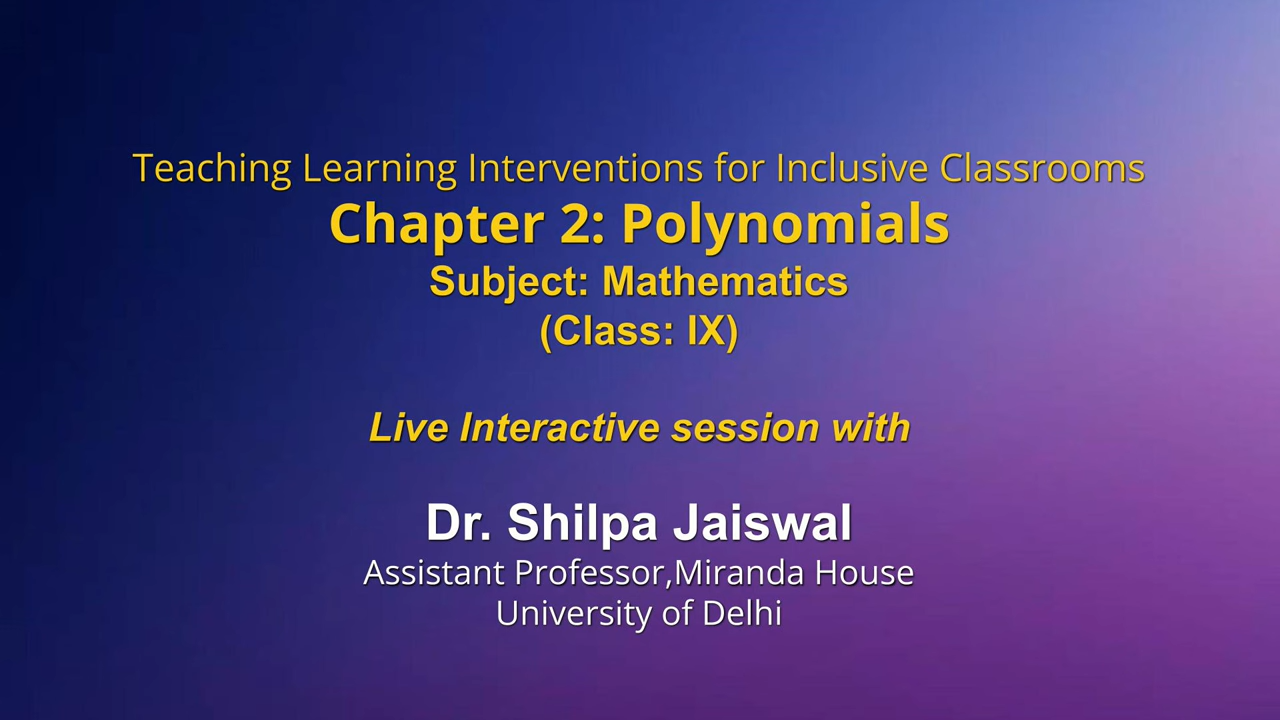 Teaching Learning Interventions for Inclusive Classrooms
Chapter 2: Polynomials
Subject: Mathematics
(Class: IX)
Live Interactive session with
Dr. Shilpa Jaiswal
Assistant Professor,Miranda House
University of Delhi